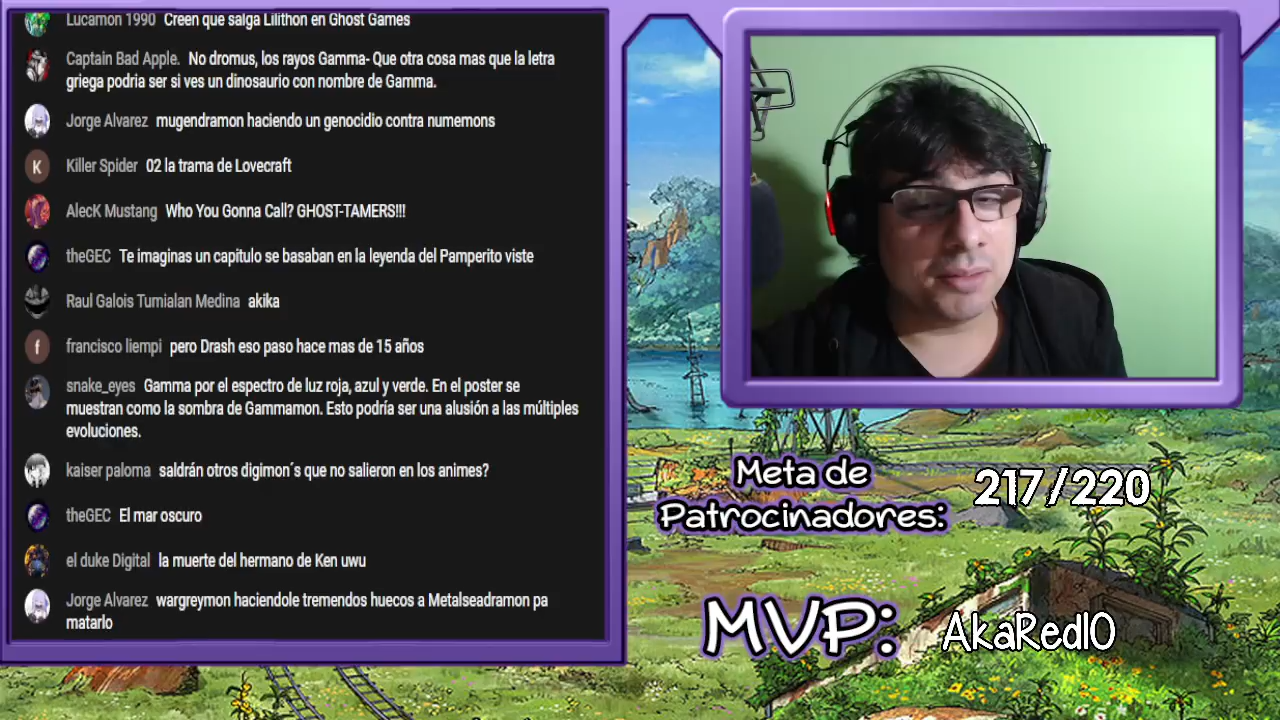 Lucamon 1990 Creen que salga Lilithon en Ghost Games
Captain Bad Apple. No dromus, los rayos Gamma- Que otra cosa mas que la letra
griega podria ser si ves un dinosaurio con nombre de Gamma.
Jorge Alvarez mugendramon haciendo un genocidio contra numemons
K Killer Spider 02 la trama de Lovecraft
AlecK Mustang Who You Gonna Call? GHOST-TAMERS!!!
theGEC Te imaginas un capitulo se basaban en la leyenda del Pamperito viste
Raul Galois Tumialan Medina akika
f francisco liempi pero Drash eso paso hace mas de 15 años
snake_eyes Gamma por el espectro de luz roja, azul y verde. En el poster se
muestran como la sombra de Gammamon. Esto podría ser una alusión a las múltiples
evoluciones.
kaiser paloma saldrán otros digimon´s que no salieron en los animes?
theGEC El mar oscuro
el duke Digital la muerte del hermano de Ken uwu
Jorge Alvarez wargreymon haciendole tremendos huecos a Metalseadramon pa
matarlo
Meta de
Patrocinadores:
217/220
MVP:
AkaRed10